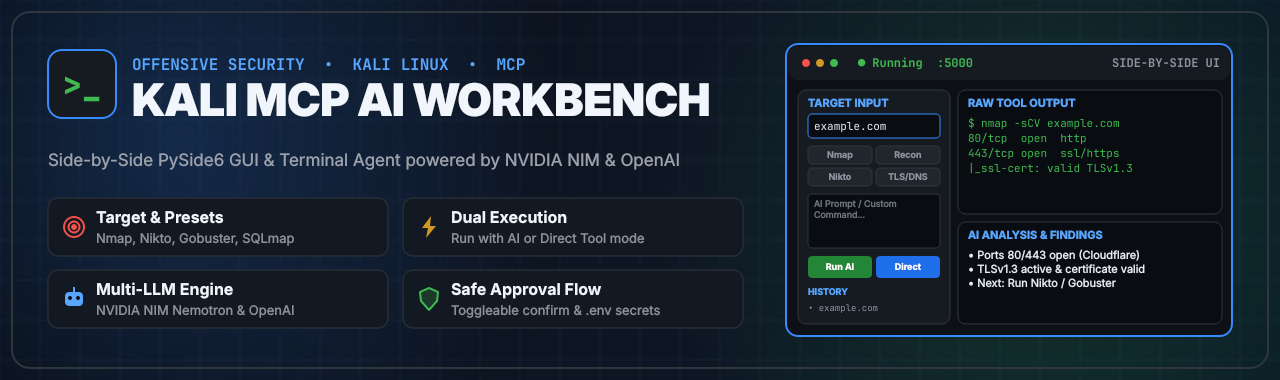 >_
OFFENSIVE SECURITY • KALI LINUX • MCP
KALI MCP AI WORKBENCH
Side-by-Side PySide6 GUI & Terminal Agent powered by NVIDIA NIM & OpenAI
Target & Presets
Nmap, Nikto, Gobuster, SQLmap
Dual Execution
Run with AI or Direct Tool mode
Multi-LLM Engine
NVIDIA NIM Nemotron & OpenAI
Safe Approval Flow
Toggleable confirm & .env secrets
Running :5000
SIDE-BY-SIDE UI
TARGET INPUT
example.com
Nmap
Recon
Nikto
TLS/DNS
AI Prompt / Custom
Command...
Run AI
Direct
HISTORY
• example.com
RAW TOOL OUTPUT
$ nmap -sCV example.com
80/tcp open http
443/tcp open ssl/https
|_ssl-cert: valid TLSv1.3
AI ANALYSIS & FINDINGS
• Ports 80/443 open (Cloudflare)
• TLSv1.3 active & certificate valid
• Next: Run Nikto / Gobuster